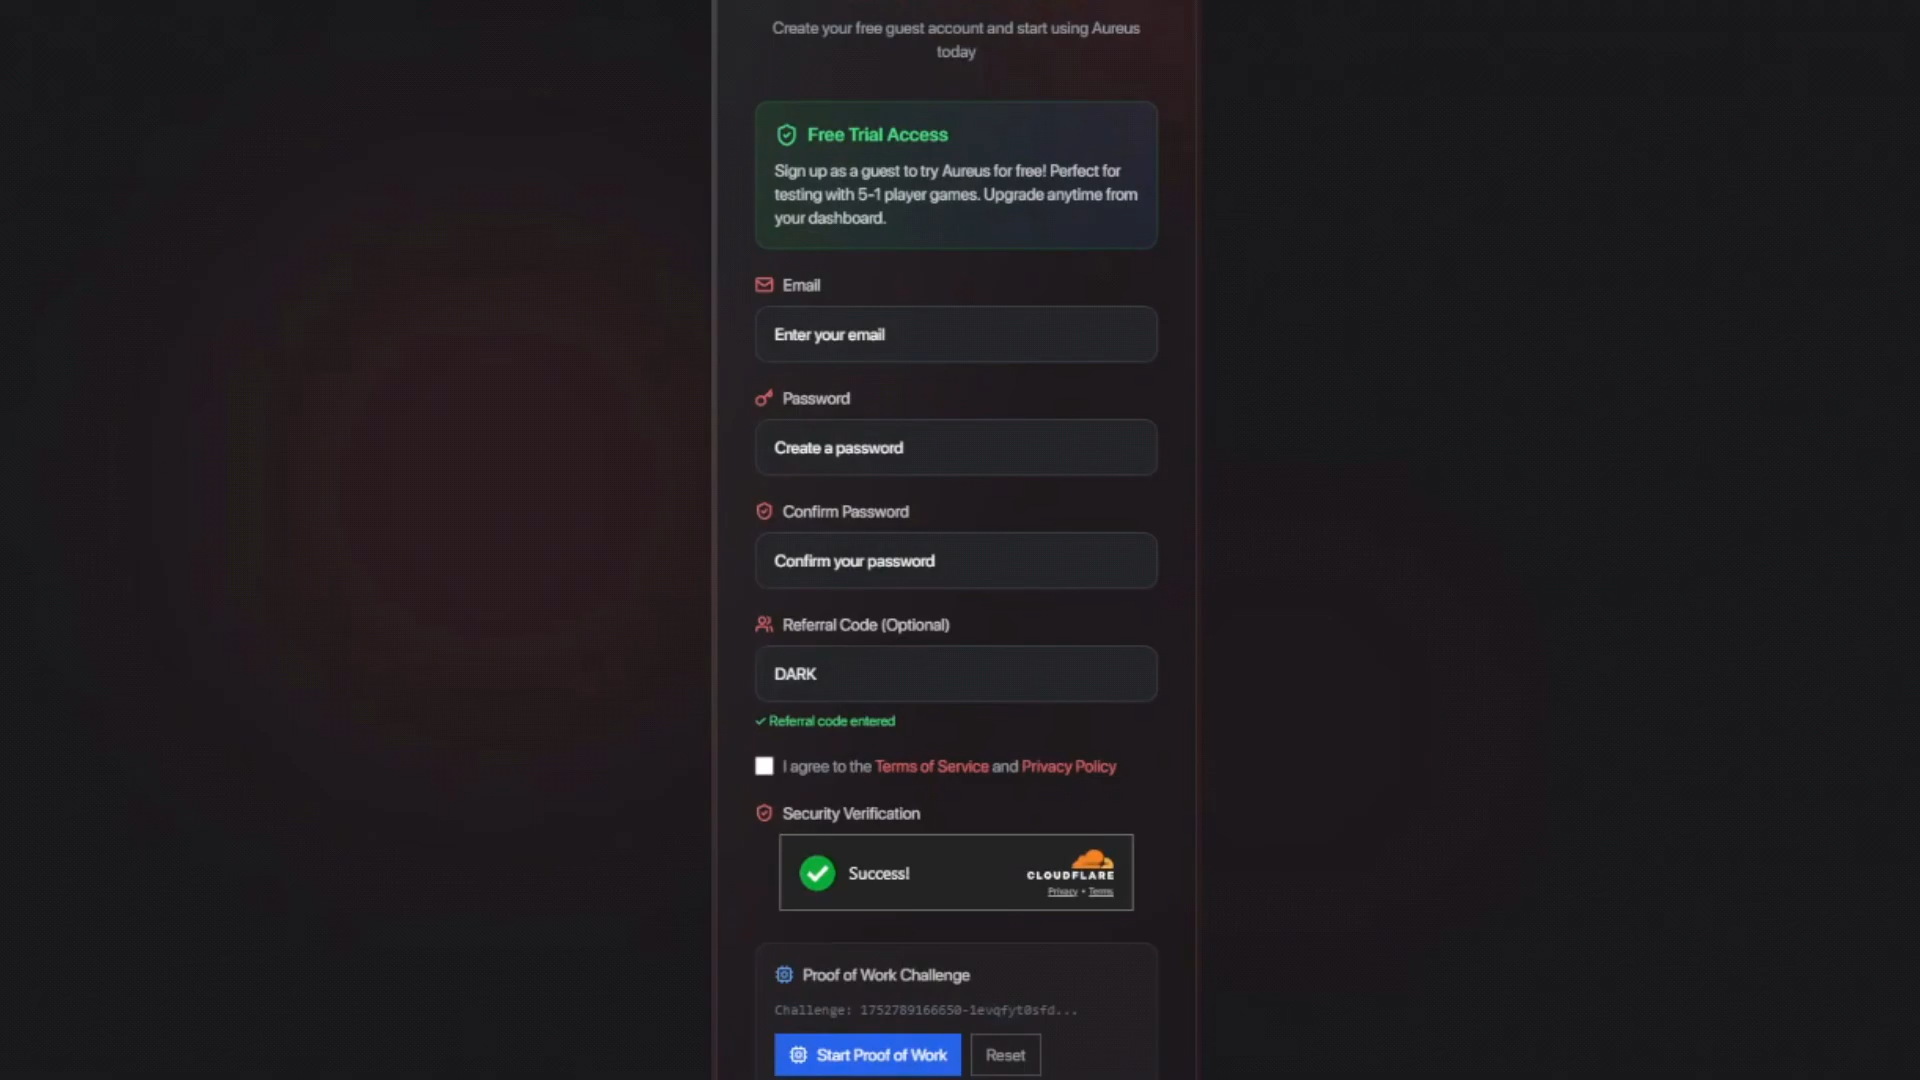 Create your free guest account and start using Aureus
today
Free Trial Access
Sign up as a guest to try Aureus for free! Perfect for
testing with 5-1 player games. Upgrade anytime from
your dashboard.
Email
Enter your email
Password
Create a password
Confirm Password
Confirm your password
Referral Code (Optional)
DARK
✓ Referral code entered
I agree to the Terms of Service and Privacy Policy
Security Verification
Success!
CLOUDFLARE
Privacy • Terms
Proof of Work Challenge
Challenge: 1752789166650-1evqfyt0sfd...
Start Proof of Work
Reset